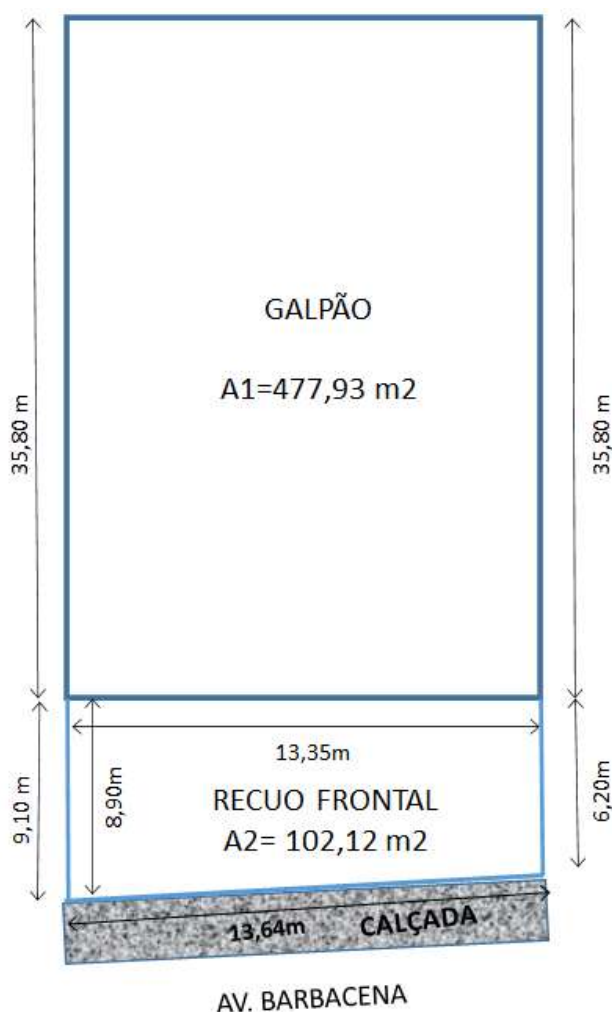 GALPÃO
A1=477,93 m2
35,80 m
35,80 m
13,35m
9,10 m
8,90m
6,20m
RECUO FRONTAL
A2= 102,12 m2
13,64m
CALÇADA
AV. BARBACENA